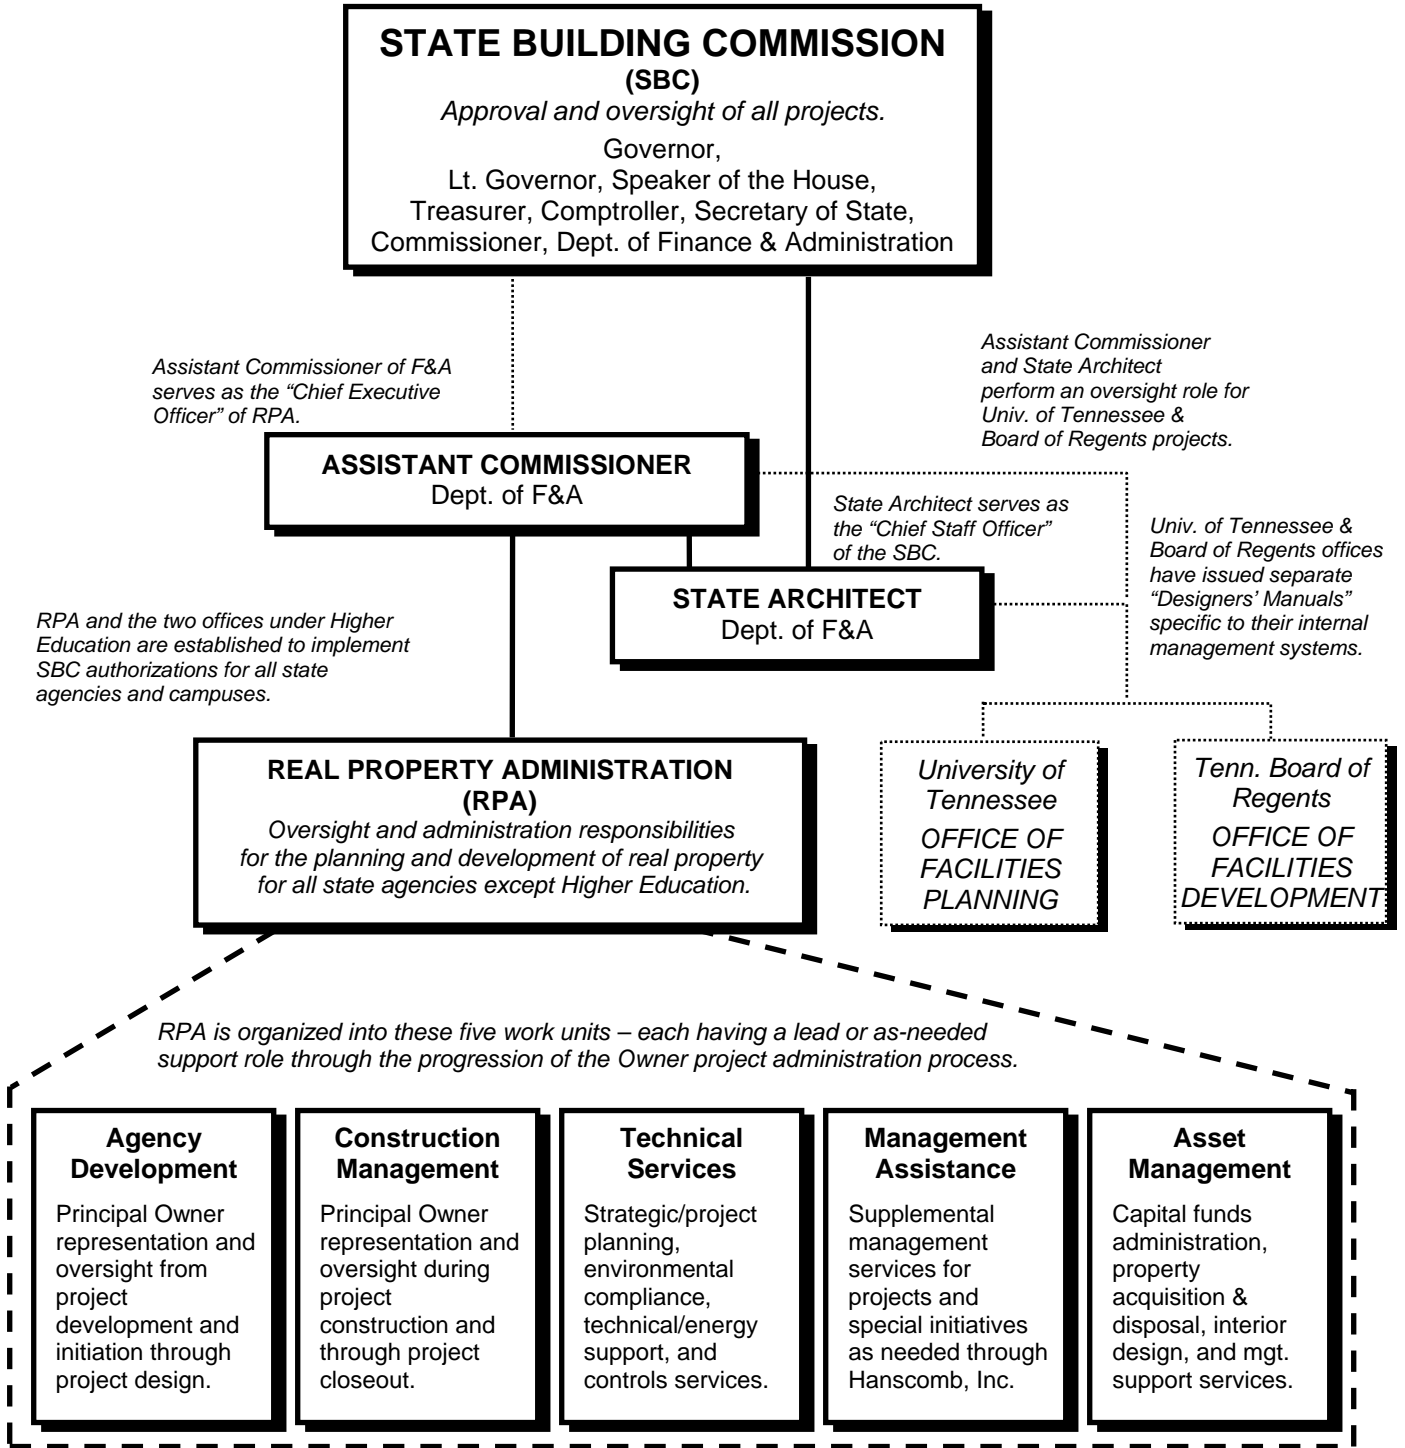 STATE BUILDING COMMISSION
(SBC)
Approval and oversight of all projects.
Governor,
Lt. Governor, Speaker of the House,
Treasurer, Comptroller, Secretary of State,
Commissioner, Dept. of Finance & Administration
Assistant Commissioner of F&A
serves as the “Chief Executive
Officer” of RPA.
Assistant Commissioner
and State Architect
perform an oversight role for
Univ. of Tennessee &
Board of Regents projects.
ASSISTANT COMMISSIONER
Dept. of F&A
State Architect serves as
the “Chief Staff Officer”
of the SBC.
Univ. of Tennessee &
Board of Regents offices
have issued separate
“Designers’ Manuals”
specific to their internal
management systems.
STATE ARCHITECT
Dept. of F&A
RPA and the two offices under Higher
Education are established to implement
SBC authorizations for all state
agencies and campuses.
REAL PROPERTY ADMINISTRATION
(RPA)
Oversight and administration responsibilities
for the planning and development of real property
for all state agencies except Higher Education.
University of
Tennessee
OFFICE OF
FACILITIES
PLANNING
Tenn. Board of
Regents
OFFICE OF
FACILITIES
DEVELOPMENT
RPA is organized into these five work units – each having a lead or as-needed
support role through the progression of the Owner project administration process.
Agency
Development
Principal Owner
representation and
oversight from
project
development and
initiation through
project design.
Construction
Management
Principal Owner
representation and
oversight during
project
construction and
through project
closeout.
Technical
Services
Strategic/project
planning,
environmental
compliance,
technical/energy
support, and
controls services.
Management
Assistance
Supplemental
management
services for
projects and
special initiatives
as needed through
Hanscomb, Inc.
Asset
Management
Capital funds
administration,
property
acquisition &
disposal, interior
design, and mgt.
support services.